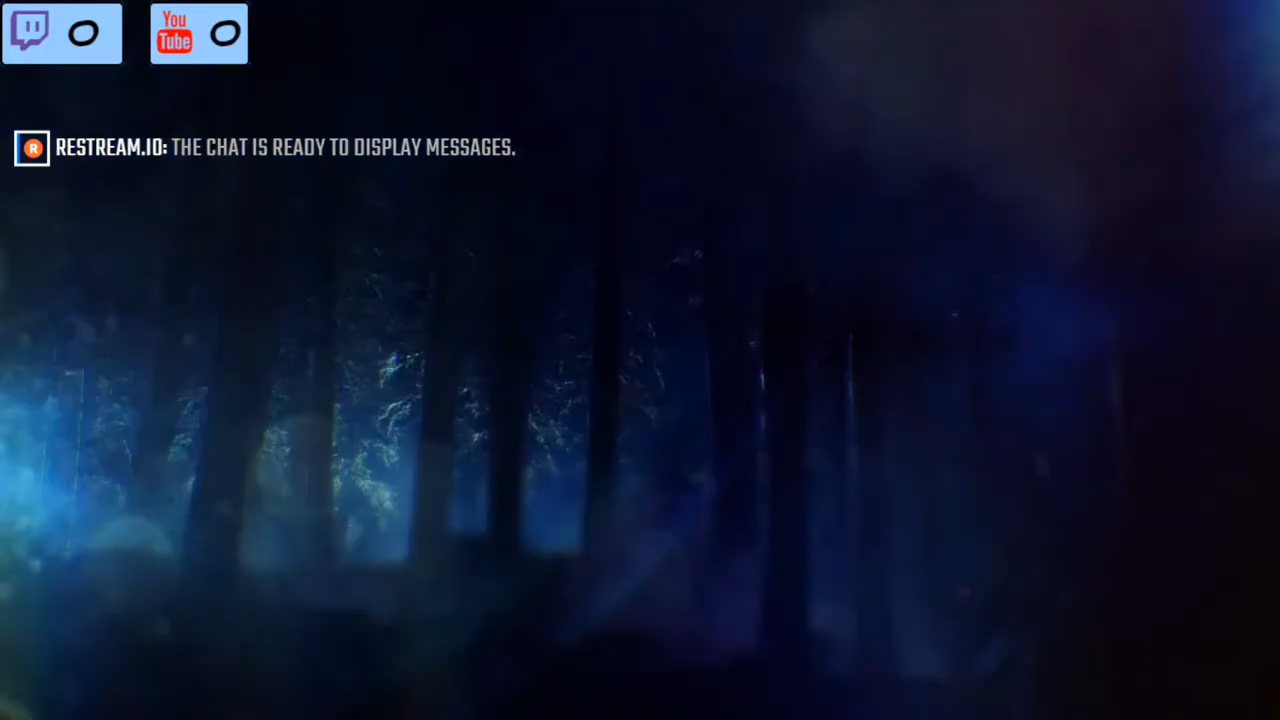 0
You
Tube
0
R
RESTREAM.IO: THE CHAT IS READY TO DISPLAY MESSAGES.